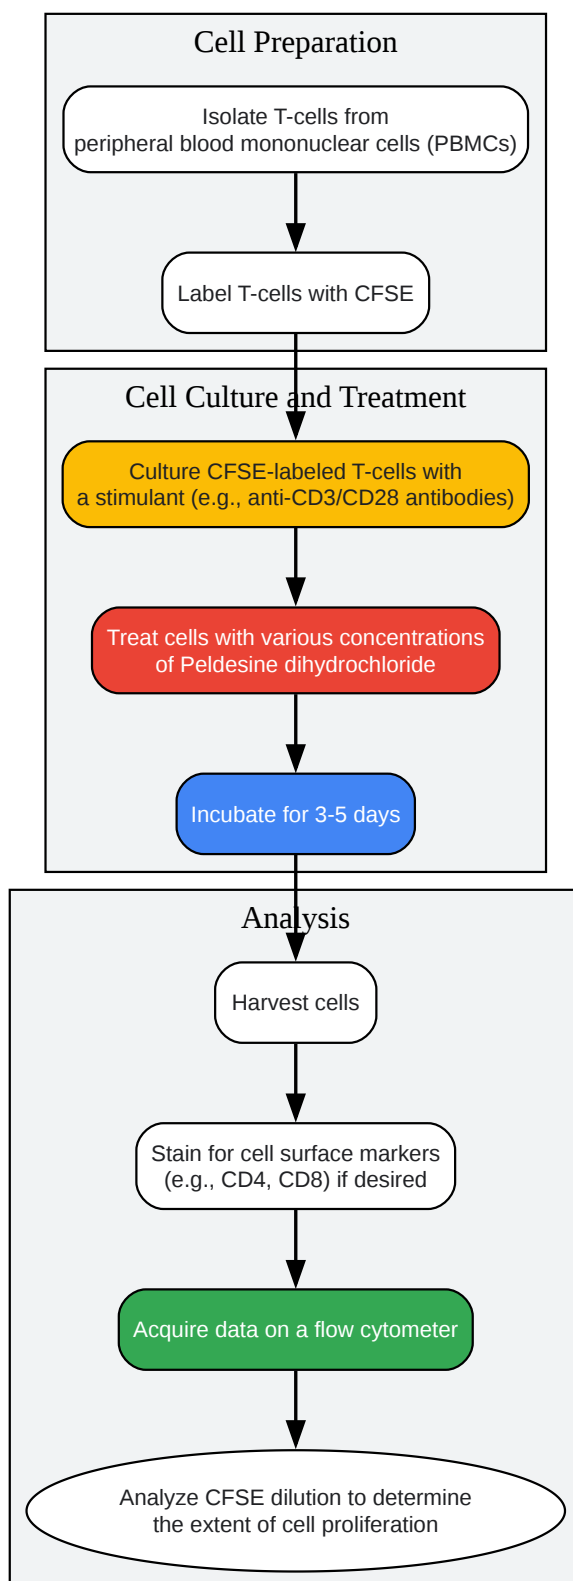 Cell Preparation
Isolate T-cells from
peripheral blood mononuclear cells (PBMCs)
Label T-cells with CFSE
Cell Culture and Treatment
Culture CFSE-labeled T-cells with
a stimulant (e.g., anti-CD3/CD28 antibodies)
Treat cells with various concentrations
of Peldesine dihydrochloride
Incubate for 3-5 days
Analysis
Harvest cells
Stain for cell surface markers
(e.g., CD4, CD8) if desired
Acquire data on a flow cytometer
Analyze CFSE dilution to determine
the extent of cell proliferation